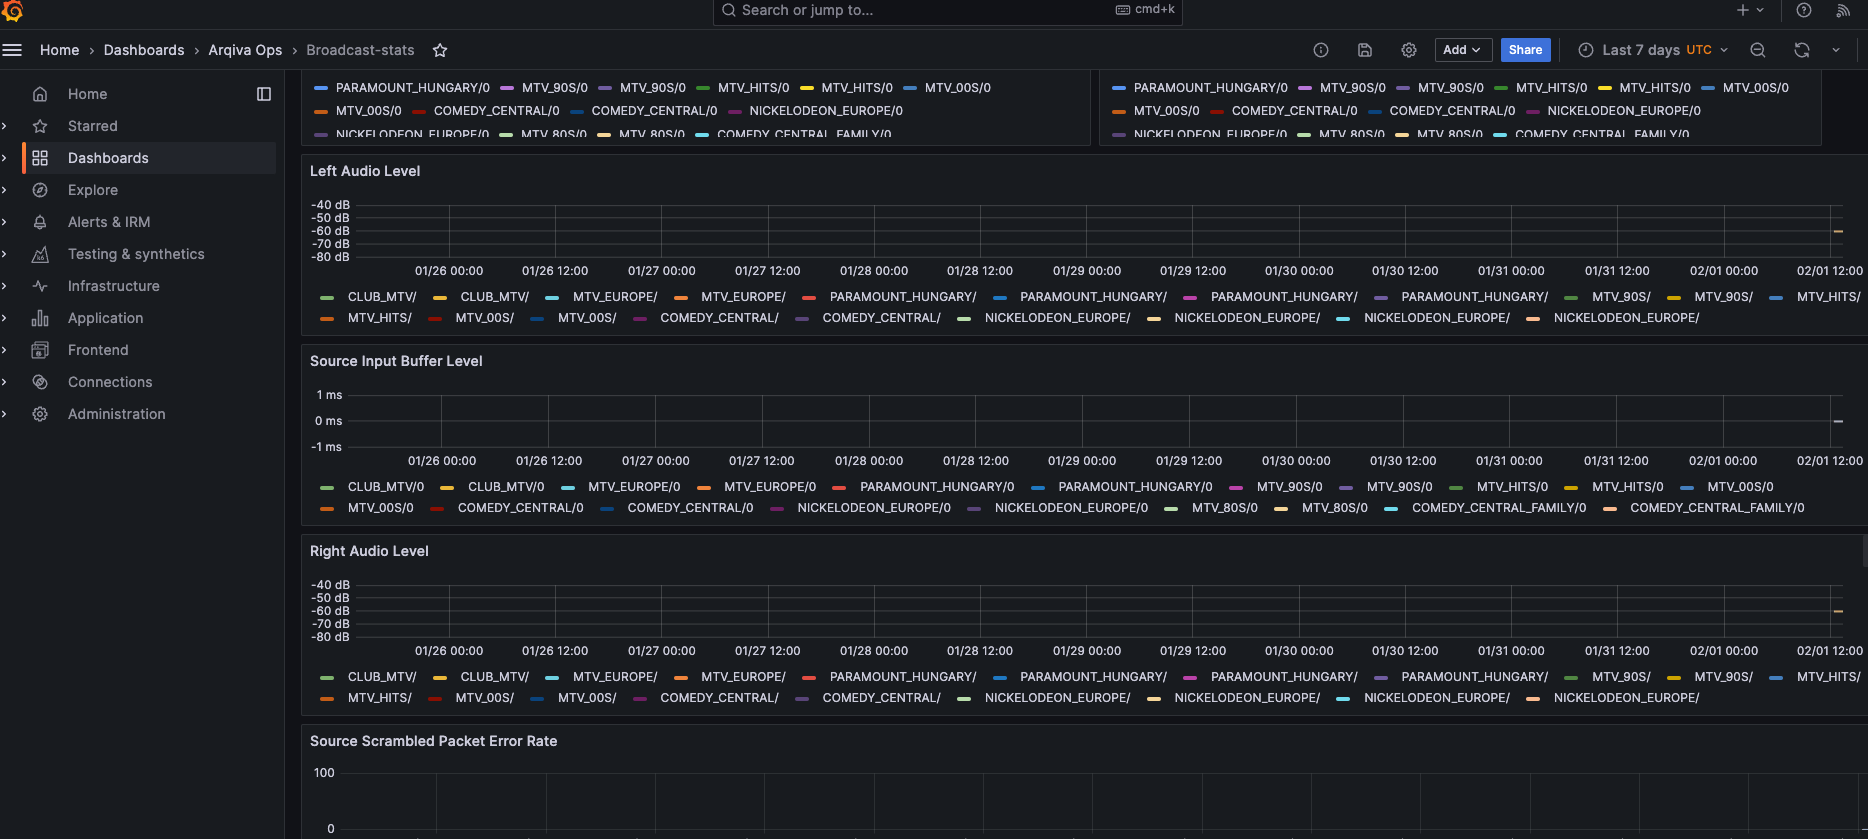 Search or jump to... cmd+k
Home › Dashboards › Arqiva Ops › Broadcast-stats Add Share Last 7 days UTC
Home
Starred
Dashboards
Explore
Alerts & IRM
Testing & synthetics
Infrastructure
Application
Frontend
Connections
Administration
PARAMOUNT_HUNGARY/0 MTV_90S/0 MTV_90S/0 MTV_HITS/0 MTV_HITS/0 MTV_00S/0
MTV_00S/0 COMEDY_CENTRAL/0 COMEDY_CENTRAL/0 NICKELODEON_EUROPE/0
NICKELODEON_EUROPE/0 MTV_80S/0 MTV_80S/0 COMEDY_CENTRAL_FAMILY/0
PARAMOUNT_HUNGARY/0 MTV_90S/0 MTV_90S/0 MTV_HITS/0 MTV_HITS/0 MTV_00S/0
MTV_00S/0 COMEDY_CENTRAL/0 COMEDY_CENTRAL/0 NICKELODEON_EUROPE/0
NICKELODEON_EUROPE/0 MTV_80S/0 MTV_80S/0 COMEDY_CENTRAL_FAMILY/0
Left Audio Level
-40 dB
-50 dB
-60 dB
-70 dB
-80 dB
01/26 00:00 01/26 12:00 01/27 00:00 01/27 12:00 01/28 00:00 01/28 12:00 01/29 00:00 01/29 12:00 01/30 00:00 01/30 12:00 01/31 00:00 01/31 12:00 02/01 00:00 02/01 12:00
CLUB_MTV/ CLUB_MTV/ MTV_EUROPE/ MTV_EUROPE/ PARAMOUNT_HUNGARY/ PARAMOUNT_HUNGARY/ PARAMOUNT_HUNGARY/ PARAMOUNT_HUNGARY/ MTV_90S/ MTV_90S/ MTV_HITS/
MTV_HITS/ MTV_00S/ MTV_00S/ COMEDY_CENTRAL/ COMEDY_CENTRAL/ NICKELODEON_EUROPE/ NICKELODEON_EUROPE/ NICKELODEON_EUROPE/ NICKELODEON_EUROPE/
Source Input Buffer Level
1 ms
0 ms
-1 ms
01/26 00:00 01/26 12:00 01/27 00:00 01/27 12:00 01/28 00:00 01/28 12:00 01/29 00:00 01/29 12:00 01/30 00:00 01/30 12:00 01/31 00:00 01/31 12:00 02/01 00:00 02/01 12:00
CLUB_MTV/0 CLUB_MTV/0 MTV_EUROPE/0 MTV_EUROPE/0 PARAMOUNT_HUNGARY/0 PARAMOUNT_HUNGARY/0 MTV_90S/0 MTV_90S/0 MTV_HITS/0 MTV_HITS/0 MTV_00S/0
MTV_00S/0 COMEDY_CENTRAL/0 COMEDY_CENTRAL/0 NICKELODEON_EUROPE/0 NICKELODEON_EUROPE/0 MTV_80S/0 MTV_80S/0 COMEDY_CENTRAL_FAMILY/0 COMEDY_CENTRAL_FAMILY/0
Right Audio Level
-40 dB
-50 dB
-60 dB
-70 dB
-80 dB
01/26 00:00 01/26 12:00 01/27 00:00 01/27 12:00 01/28 00:00 01/28 12:00 01/29 00:00 01/29 12:00 01/30 00:00 01/30 12:00 01/31 00:00 01/31 12:00 02/01 00:00 02/01 12:00
CLUB_MTV/ CLUB_MTV/ MTV_EUROPE/ MTV_EUROPE/ PARAMOUNT_HUNGARY/ PARAMOUNT_HUNGARY/ PARAMOUNT_HUNGARY/ PARAMOUNT_HUNGARY/ MTV_90S/ MTV_90S/ MTV_HITS/
MTV_HITS/ MTV_00S/ MTV_00S/ COMEDY_CENTRAL/ COMEDY_CENTRAL/ NICKELODEON_EUROPE/ NICKELODEON_EUROPE/ NICKELODEON_EUROPE/ NICKELODEON_EUROPE/
Source Scrambled Packet Error Rate
100
0